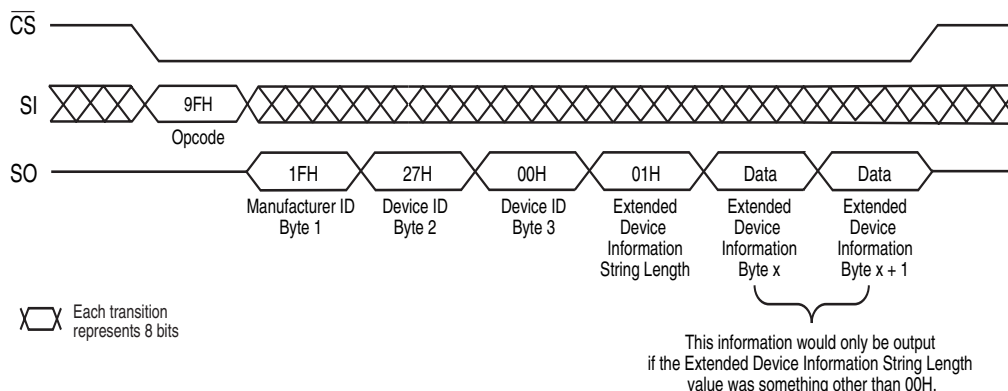 CS
SI
9FH
Opcode
SO
1FH
27H
00H
01H
Data
Data
Manufacturer ID
Byte 1
Device ID
Byte 2
Device ID
Byte 3
Extended
Device
Information
String Length
Extended
Device
Information
Byte x
Extended
Device
Information
Byte x + 1
Each transition
represents 8 bits
This information would only be output
if the Extended Device Information String Length
value was something other than 00H.